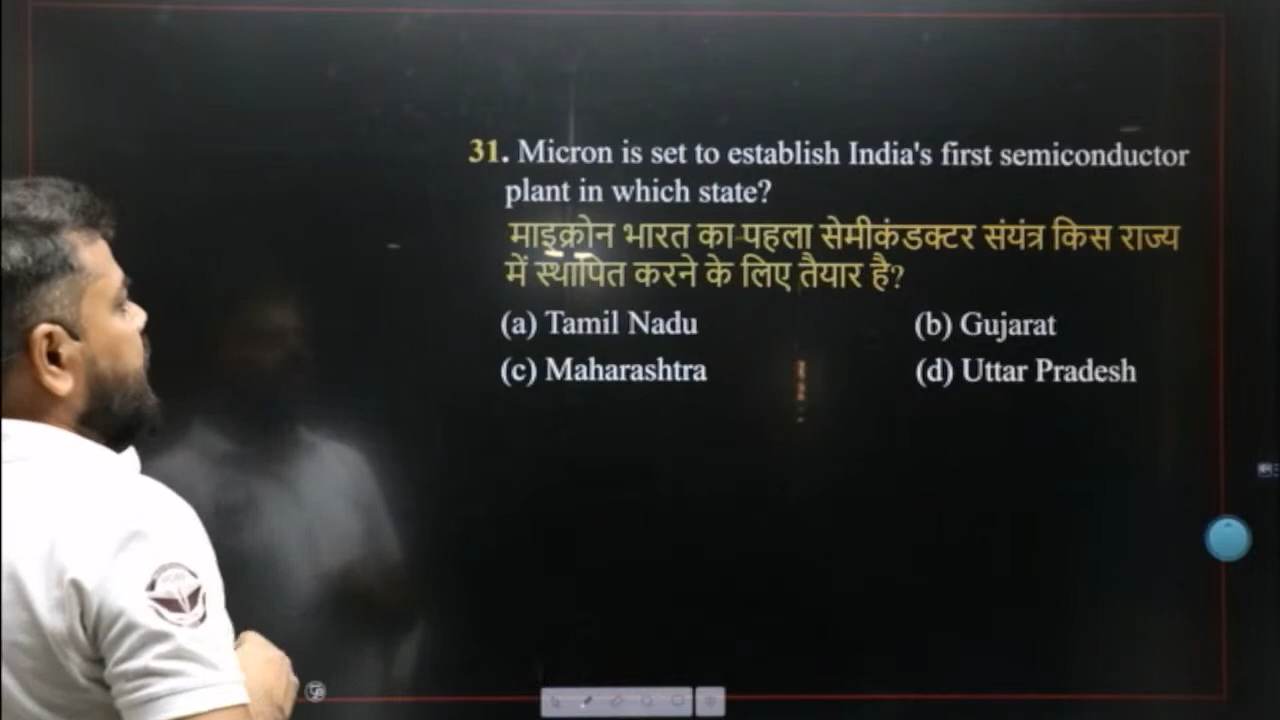 31. Micron is set to establish India's first semiconductor
plant in which state?
माइक्रोन भारत का पहला सेमीकंडक्टर संयंत्र किस राज्य
में स्थापित करने के लिए तैयार है?
(a) Tamil Nadu (b) Gujarat
(c) Maharashtra (d) Uttar Pradesh